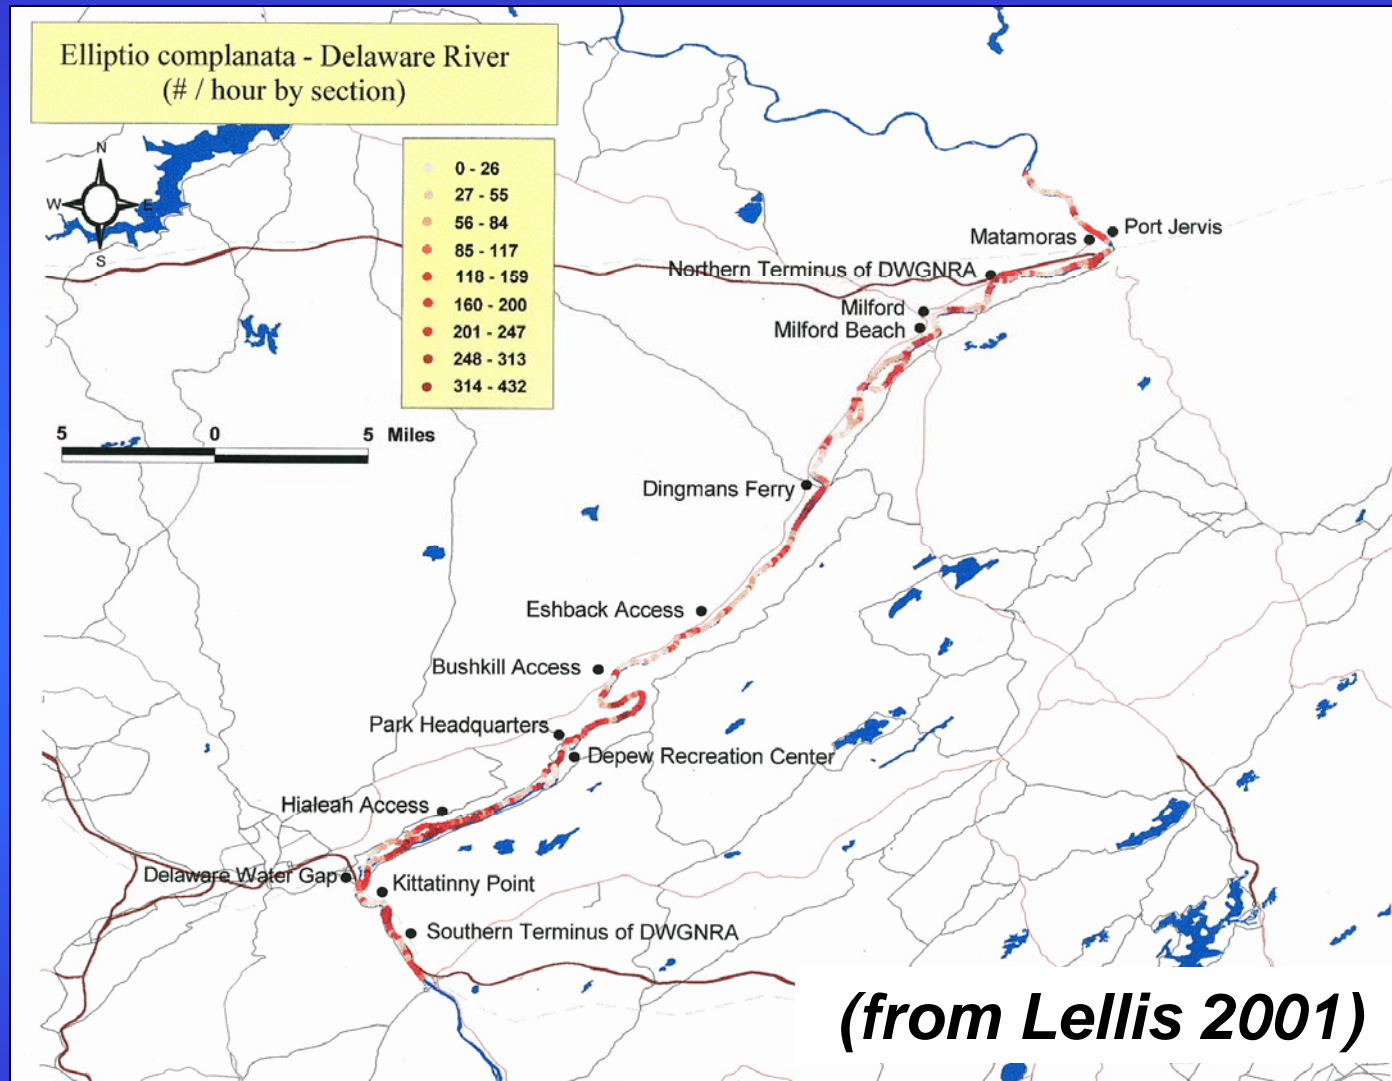 Elliptio complanata - Delaware River
(# / hour by section)
N
W
E
S
0 - 26
27 - 55
56 - 84
85 - 117
118 - 159
160 - 200
201 - 247
248 - 313
314 - 432
5 0 5 Miles
Port Jervis
Matamoras
Northern Terminus of DWGNRA
Milford
Milford Beach
Dingmans Ferry
Eshback Access
Bushkill Access
Park Headquarters
Depew Recreation Center
Hialeah Access
Delaware Water Gap
Kittatinny Point
Southern Terminus of DWGNRA
(from Lellis 2001)